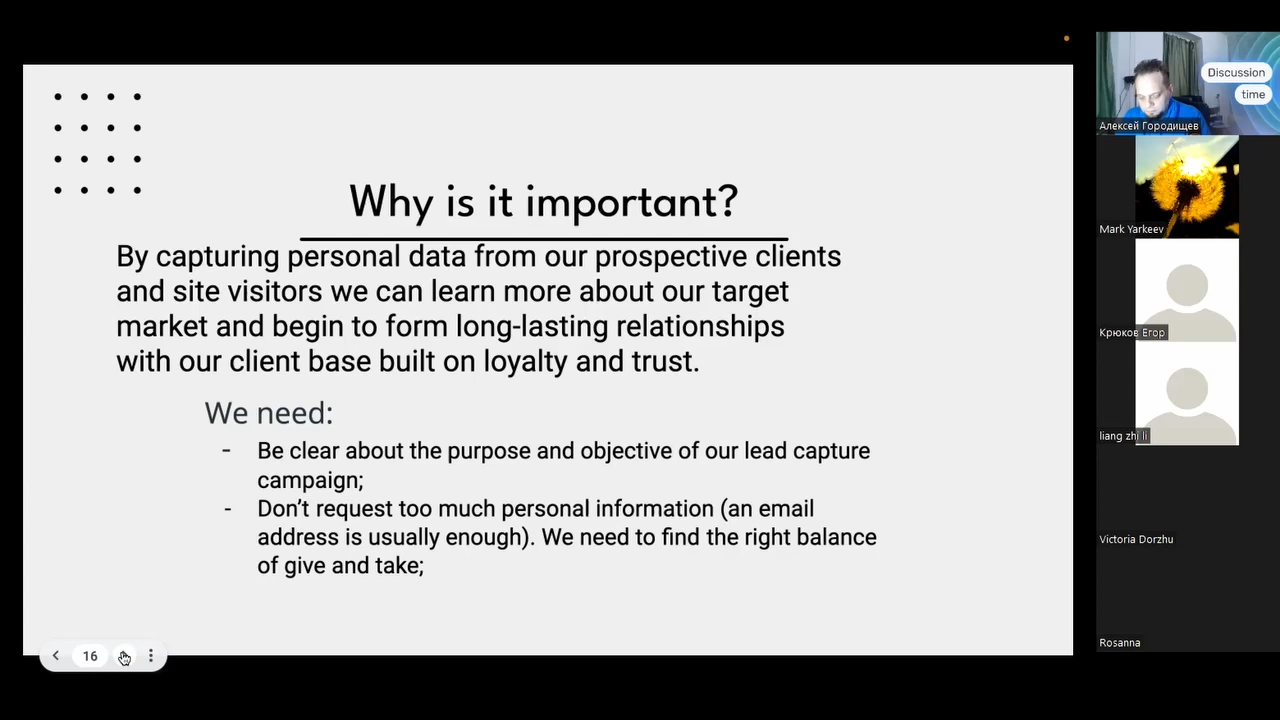 Why is it important?
By capturing personal data from our prospective clients
and site visitors we can learn more about our target
market and begin to form long-lasting relationships
with our client base built on loyalty and trust.
We need:
- Be clear about the purpose and objective of our lead capture
campaign;
- Don’t request too much personal information (an email
address is usually enough). We need to find the right balance
of give and take;
16
Discussion
time
Алексей Городищев
Mark Yarkeev
Крюков Егор
liang zhi li
Victoria Dorzhu
Rosanna